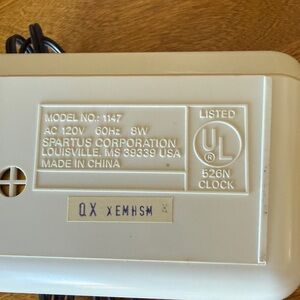 MODEL NO.: 1147
AC 120V 60Hz 8W
SPARTUS CORPORATION
LOUISVILLE, MS 39339 USA
MADE IN CHINA
LISTED
UL
®
526N
CLOCK
QX XEMHSM